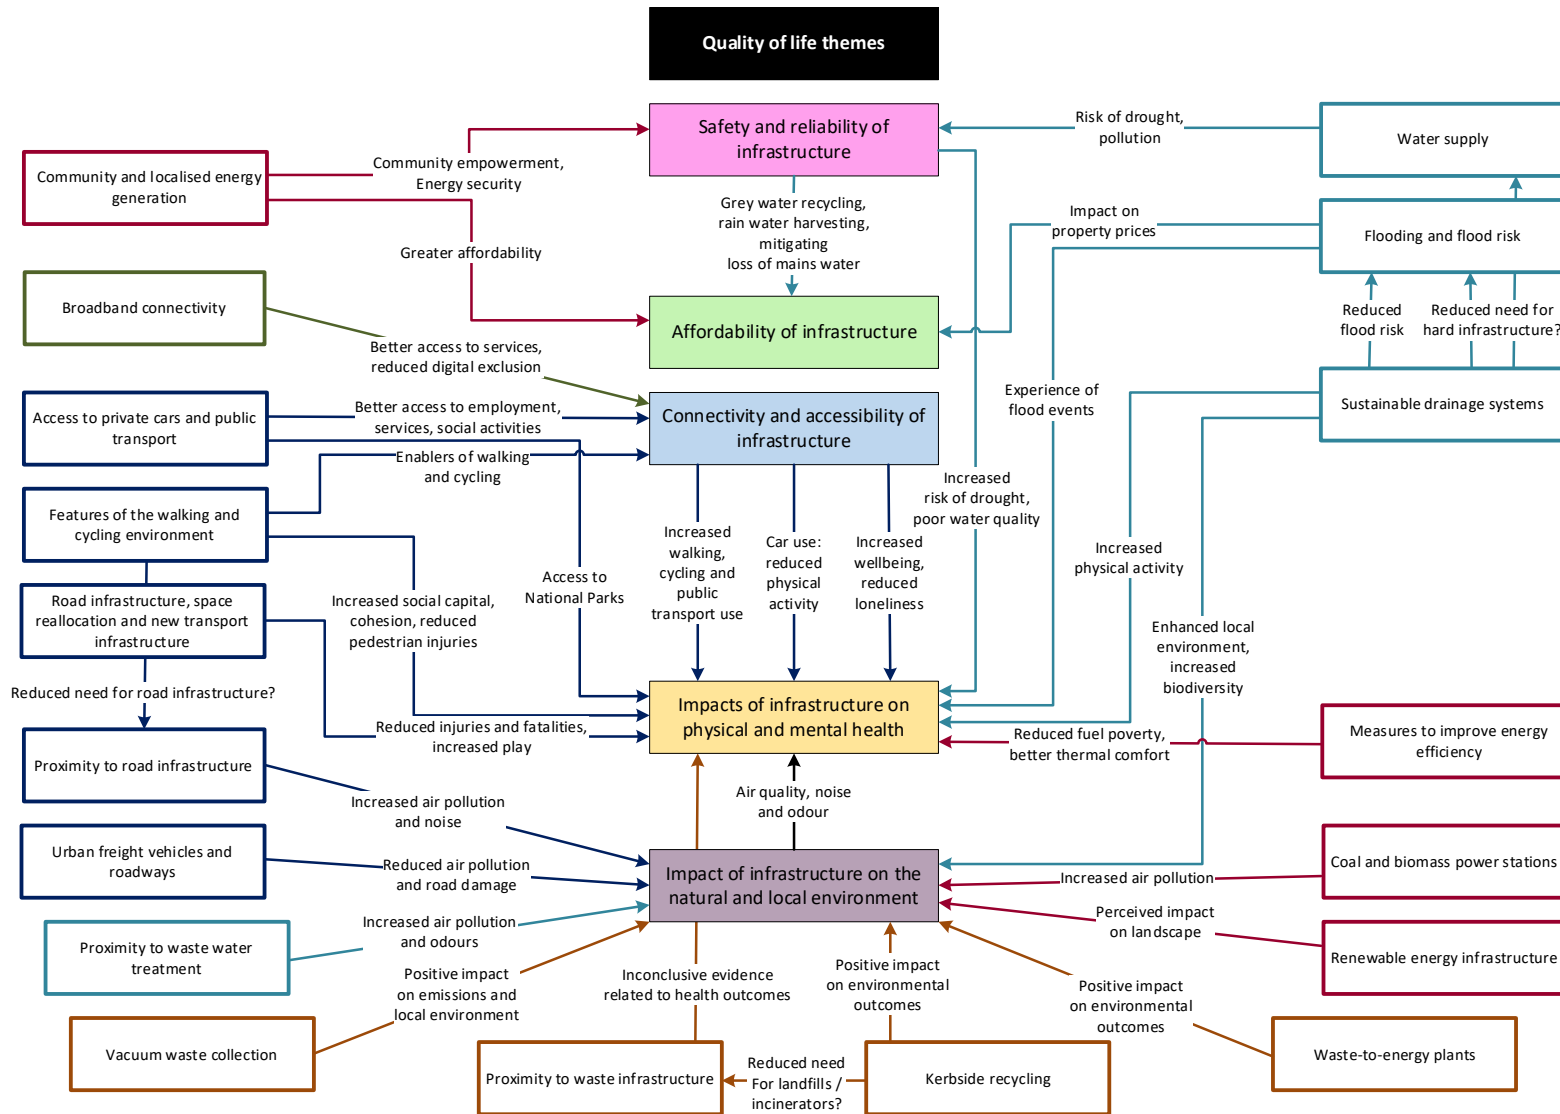 Quality of life themes
Safety and reliability of
infrastructure
Risk of drought,
pollution
Water supply
Community and localised energy
generation
Community empowerment,
Energy security
Grey water recycling,
rain water harvesting,
mitigating
loss of mains water
Impact on
property prices
Flooding and flood risk
Greater affordability
Broadband connectivity
Affordability of infrastructure
Reduced
flood risk
Reduced need for
hard infrastructure?
Better access to services,
reduced digital exclusion
Experience of
flood events
Access to private cars and public
transport
Better access to employment,
services, social activities
Connectivity and accessibility of
infrastructure
Sustainable drainage systems
Enablers of walking
and cycling
Increased
risk of drought,
poor water quality
Features of the walking and
cycling environment
Increased
walking,
cycling and
public
transport use
Car use:
reduced
physical
activity
Increased
wellbeing,
reduced
loneliness
Increased
physical activity
Access to
National Parks
Road infrastructure, space
reallocation and new transport
infrastructure
Increased social capital,
cohesion, reduced
pedestrian injuries
Enhanced local
environment,
increased
biodiversity
Reduced need for road infrastructure?
Impacts of infrastructure on
physical and mental health
Reduced injuries and fatalities,
increased play
Reduced fuel poverty,
better thermal comfort
Measures to improve energy
efficiency
Proximity to road infrastructure
Air quality, noise
and odour
Increased air pollution
and noise
Urban freight vehicles and
roadways
Reduced air pollution
and road damage
Impact of infrastructure on the
natural and local environment
Increased air pollution
Coal and biomass power stations
Increased air pollution
and odours
Perceived impact
on landscape
Proximity to waste water
treatment
Renewable energy infrastructure
Positive impact
on emissions and
local environment
Inconclusive evidence
related to health outcomes
Positive impact
on environmental
outcomes
Positive impact
on environmental
outcomes
Vacuum waste collection
Proximity to waste infrastructure
Reduced need
For landfills /
incinerators?
Kerbside recycling
Waste-to-energy plants